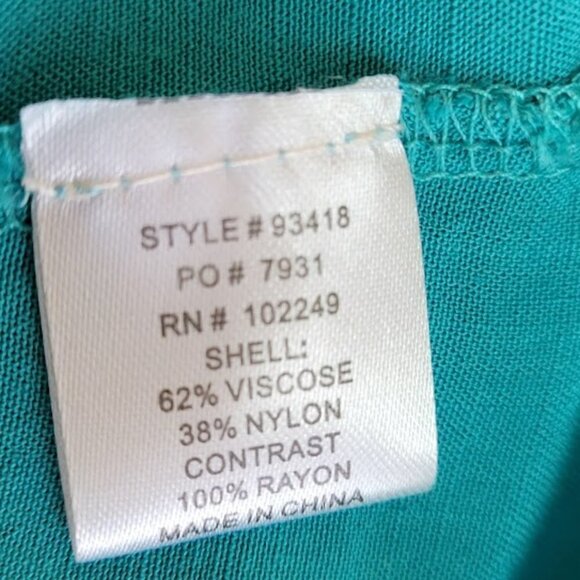 STYLE # 93418
PO # 7931
RN # 102249
SHELL:
62% VISCOSE
38% NYLON
CONTRAST
100% RAYON
MADE IN CHINA